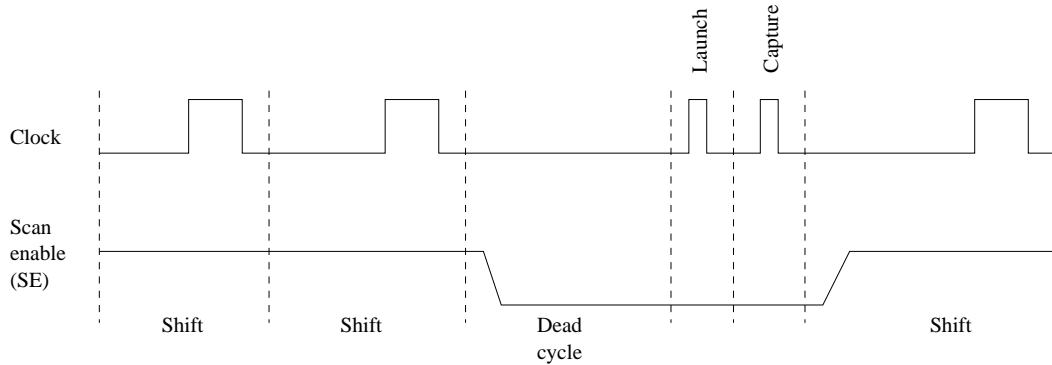 Launch
Capture
Clock
Scan
enable
(SE)
Shift
Shift
Dead
cycle
Shift